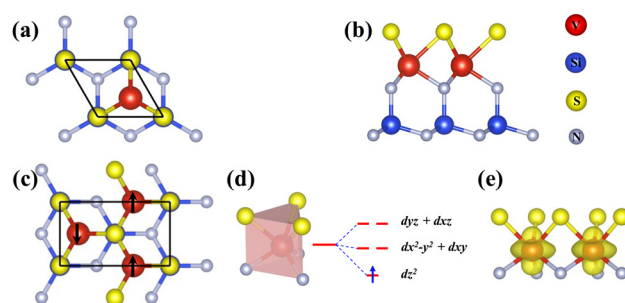 (a)
(b)
V
Si
S
N
(c)
(d)
dyz + dxz
dx²-y² + dxy
dz²
(e)